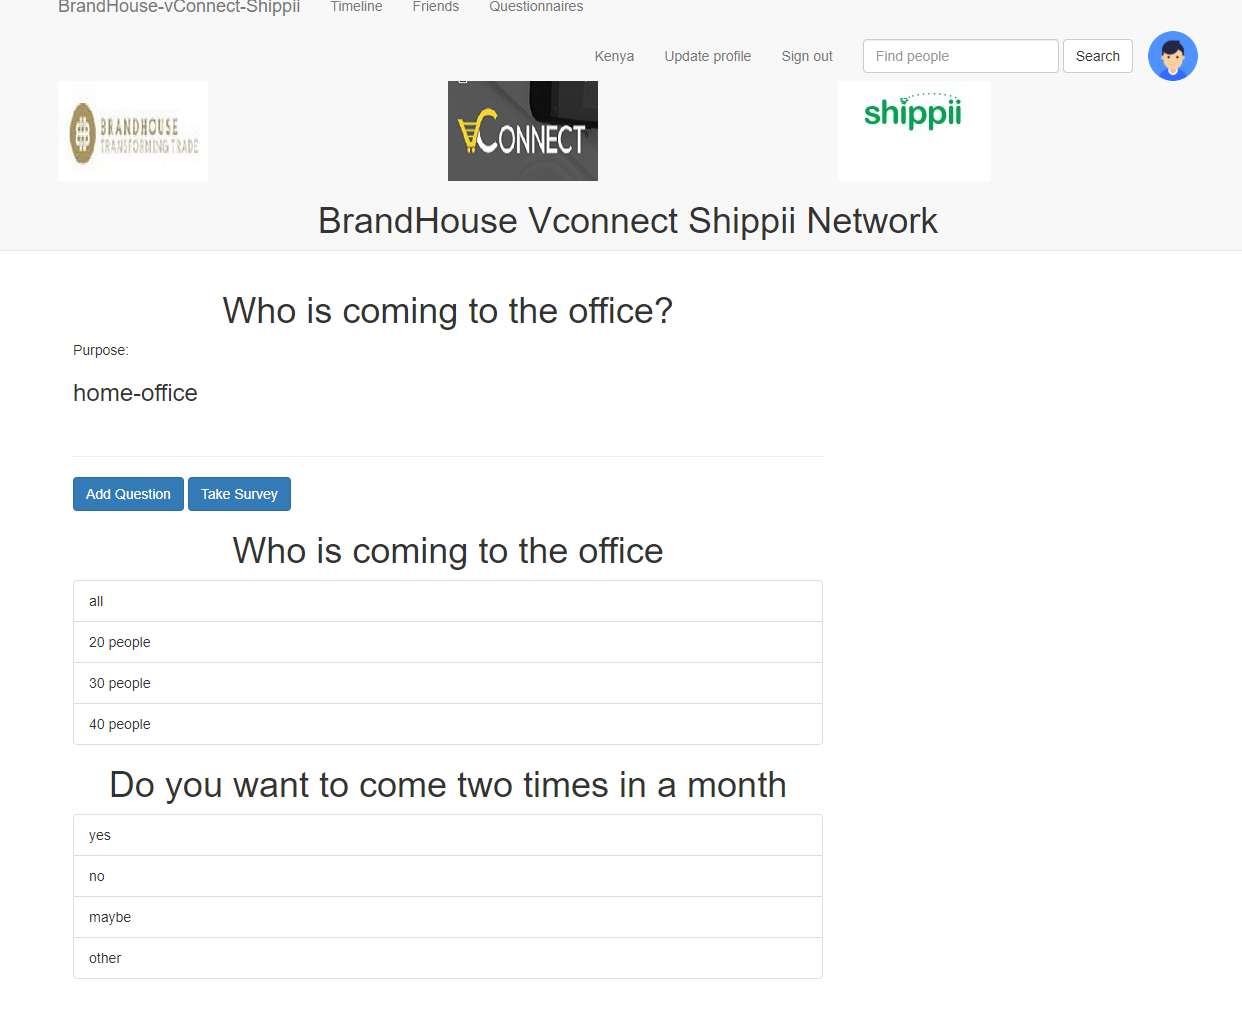 BrandHouse-vConnect-Shippii Timeline Friends Questionnaires
Kenya Update profile Sign out Find people Search
BRANDHOUSE
TRANSFORMING TRADE
VCONNECT
shippii
BrandHouse Vconnect Shippii Network
Who is coming to the office?
Purpose:
home-office
Add Question Take Survey
Who is coming to the office
all
20 people
30 people
40 people
Do you want to come two times in a month
yes
no
maybe
other